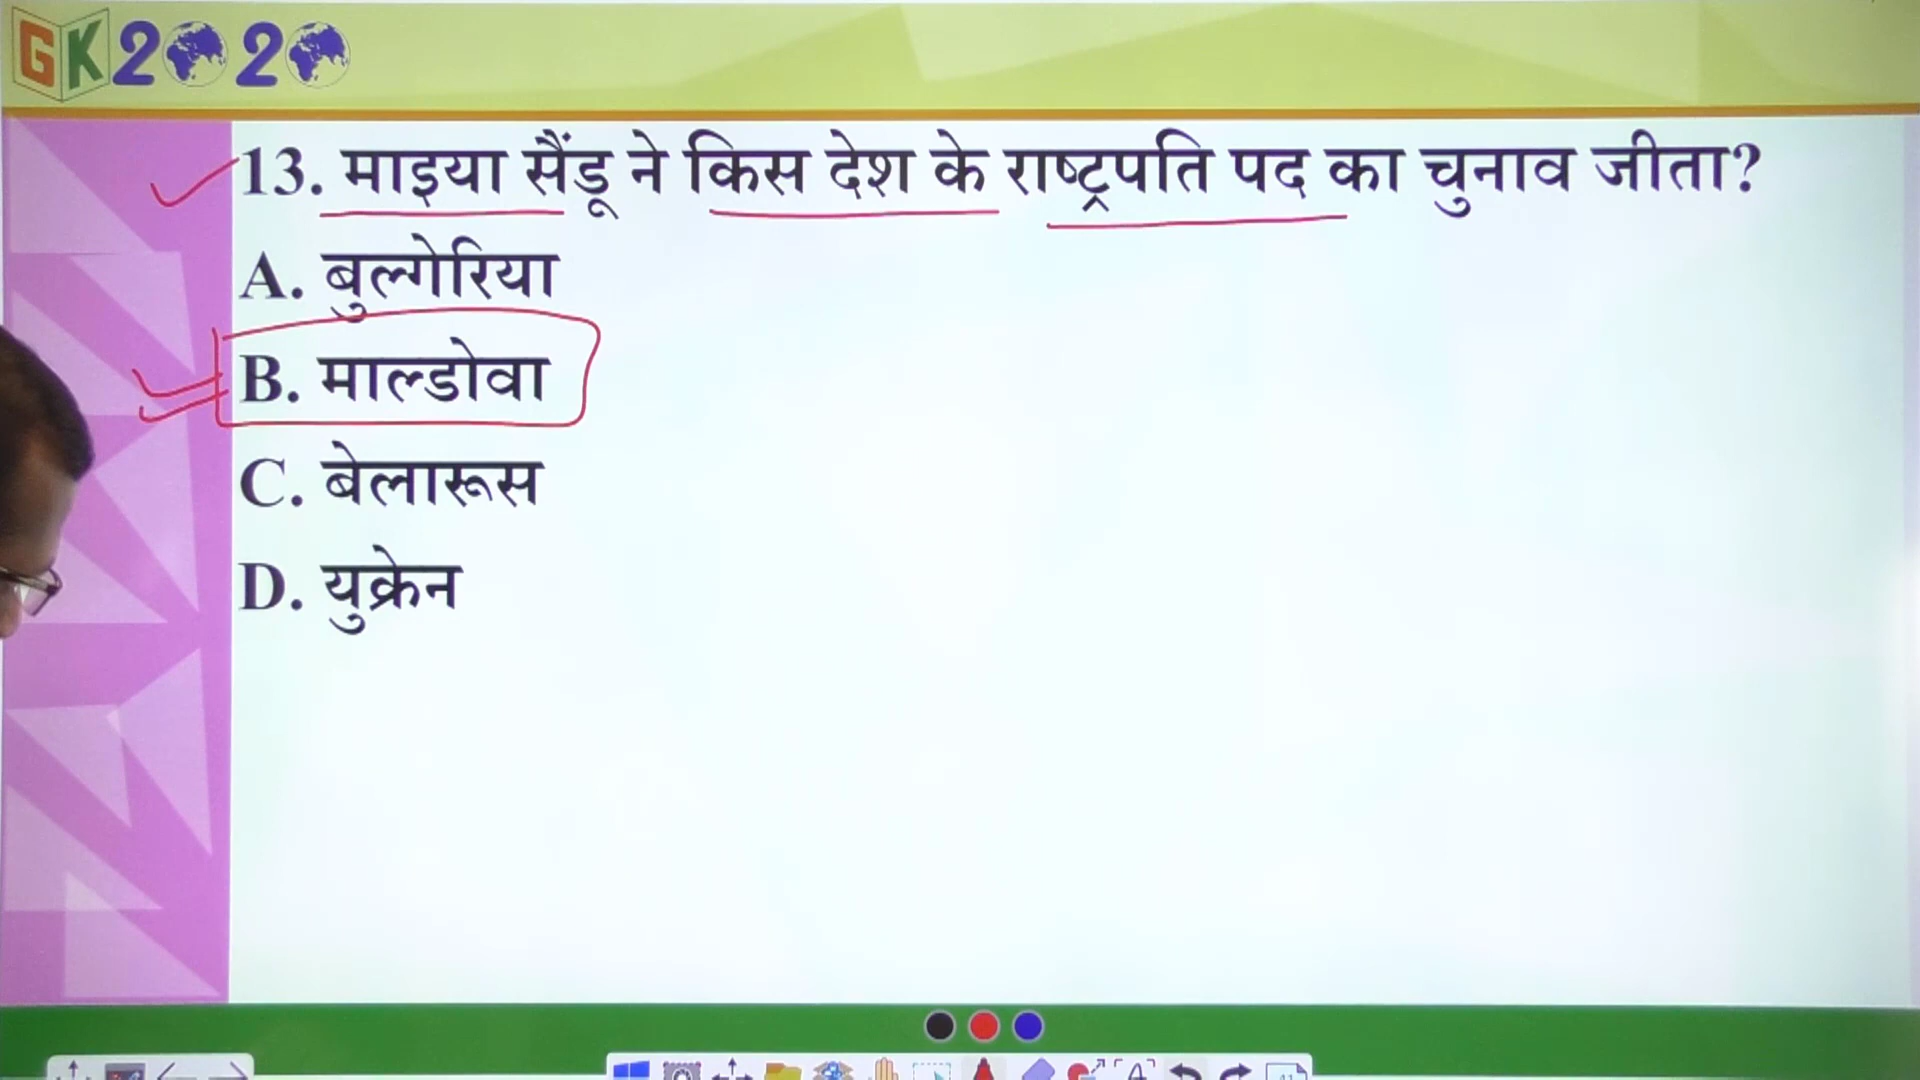 GK2020
13. माइया सैंडू ने किस देश के राष्ट्रपति पद का चुनाव जीता?
A. बुल्गेरिया
B. माल्डोवा
C. बेलारूस
D. युक्रेन